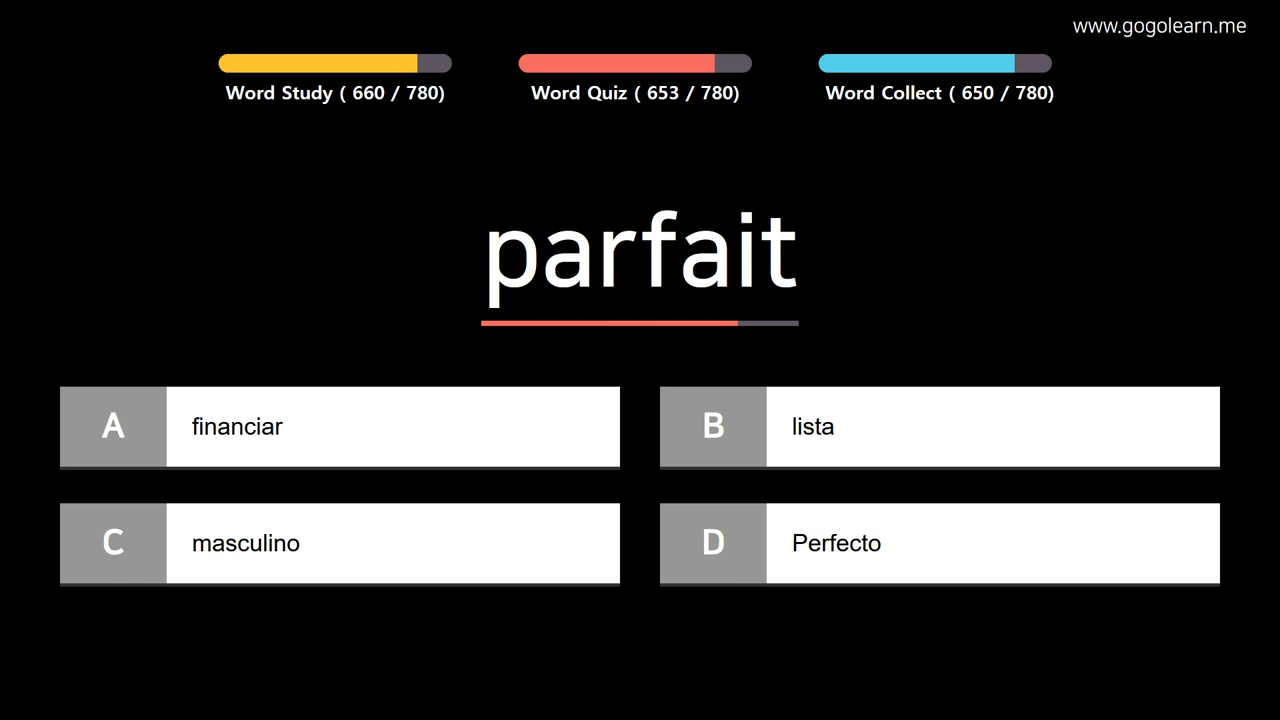 www.gogolearn.me
Word Study ( 660 / 780)
Word Quiz ( 653 / 780)
Word Collect ( 650 / 780)
parfait
A financiar
B lista
C masculino
D Perfecto